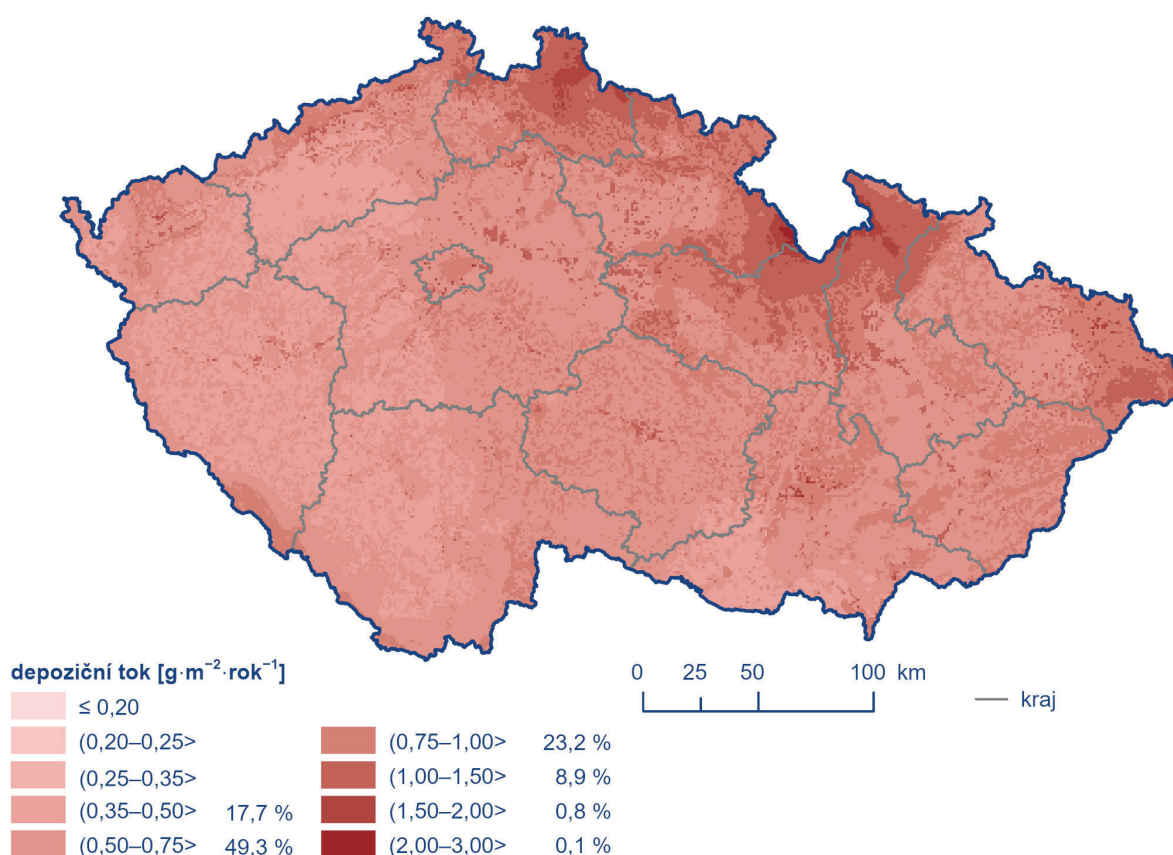 depoziční tok [g·m⁻²·rok⁻¹]
≤ 0,20
(0,20–0,25>
(0,25–0,35>
(0,35–0,50> 17,7 %
(0,50–0,75> 49,3 %
(0,75–1,00> 23,2 %
(1,00–1,50> 8,9 %
(1,50–2,00> 0,8 %
(2,00–3,00> 0,1 %
0 25 50 100 km
kraj